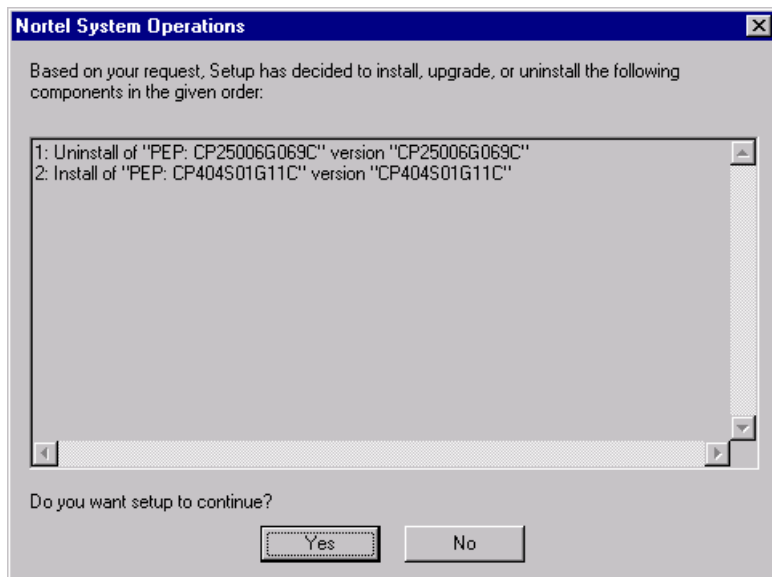 Nortel System Operations
Based on your request, Setup has decided to install, upgrade, or uninstall the following
components in the given order:
1: Uninstall of "PEP: CP25006G069C" version "CP25006G069C"
2: Install of "PEP: CP404S01G11C" version "CP404S01G11C"
Do you want setup to continue?
Yes
No